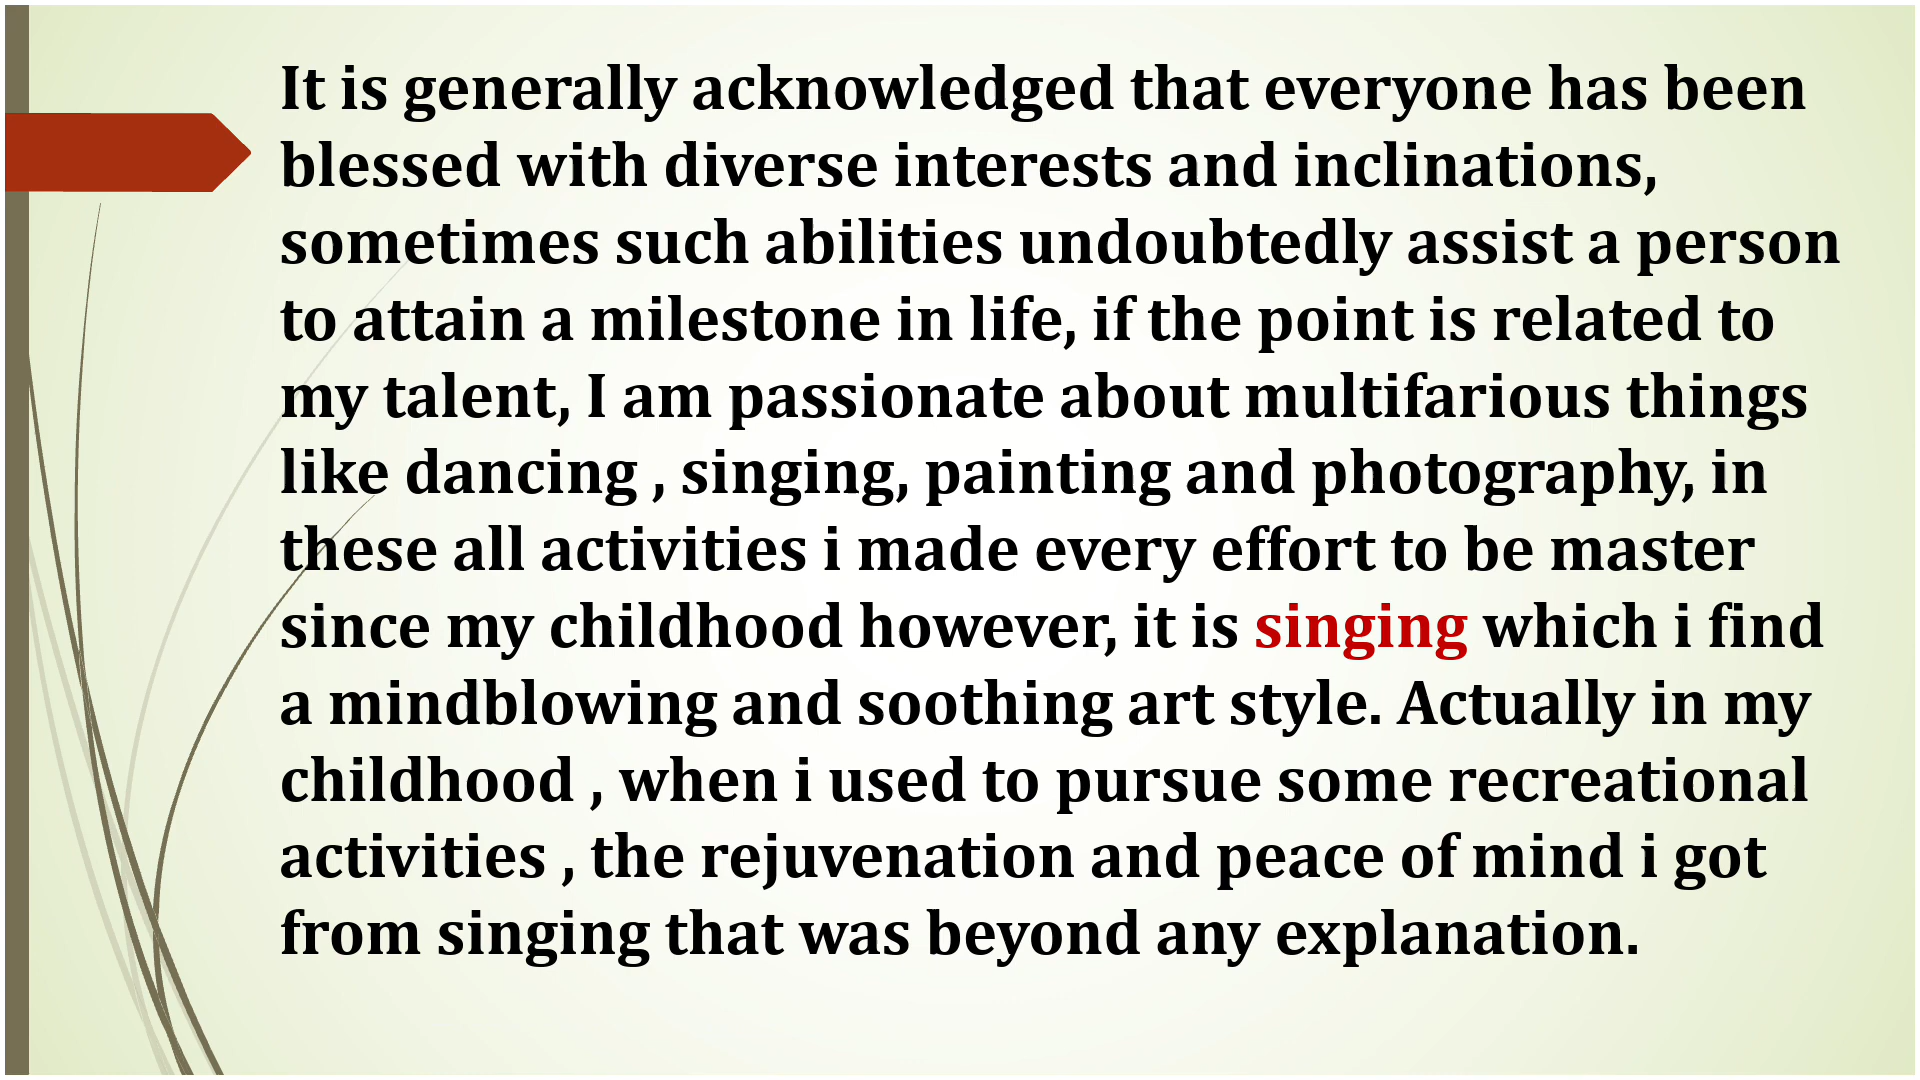 It is generally acknowledged that everyone has been
blessed with diverse interests and inclinations,
sometimes such abilities undoubtedly assist a person
to attain a milestone in life, if the point is related to
my talent, I am passionate about multifarious things
like dancing , singing, painting and photography, in
these all activities i made every effort to be master
since my childhood however, it is singing which i find
a mindblowing and soothing art style. Actually in my
childhood , when i used to pursue some recreational
activities , the rejuvenation and peace of mind i got
from singing that was beyond any explanation.